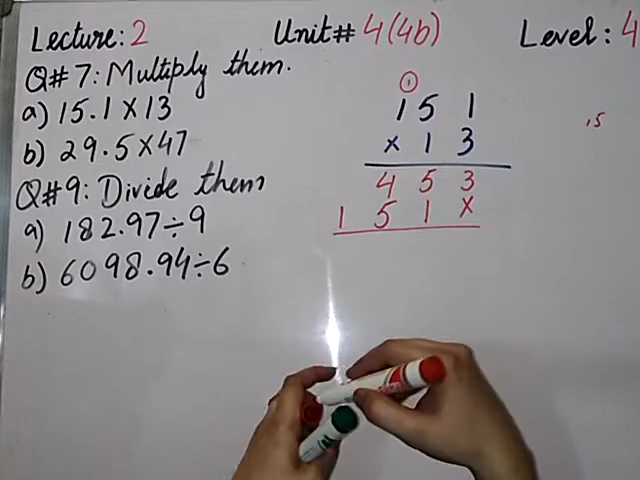 Lecture: 2 Unit# 4(4b) Level: 4
Q# 7: Multiply them.
a) 15.1 X 13
b) 29.5 X 47
Q# 9: Divide them
a) 182.97 ÷ 9
b) 6098.94 ÷ 6
1
1 5 1
x 1 3
4 5 3
1 5 1 x
,5